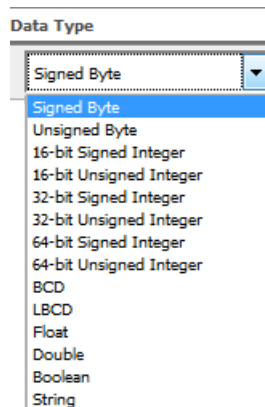 Data Type
Signed Byte
Signed Byte
Unsigned Byte
16-bit Signed Integer
16-bit Unsigned Integer
32-bit Signed Integer
32-bit Unsigned Integer
64-bit Signed Integer
64-bit Unsigned Integer
BCD
LBCD
Float
Double
Boolean
String